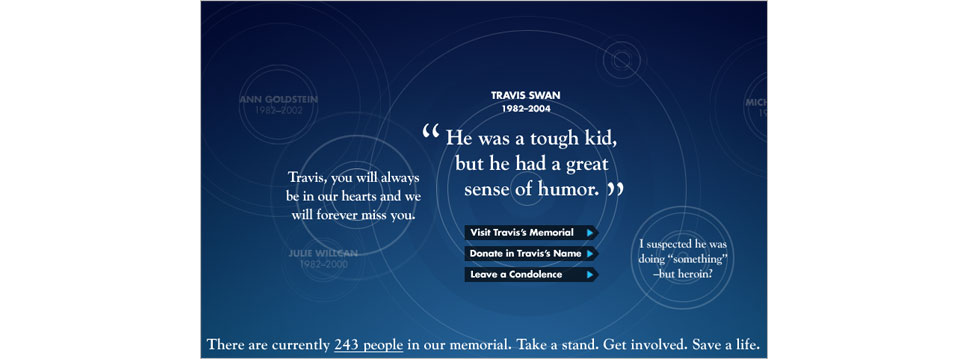 ANN GOLDSTEIN
1982–2002
TRAVIS SWAN
1982–2004
MICH
19
“ He was a tough kid,
but he had a great
sense of humor. ”
Travis, you will always
be in our hearts and we
will forever miss you.
JULIE WILLCAN
1982–2000
Visit Travis’s Memorial
Donate in Travis’s Name
Leave a Condolence
I suspected he was
doing “something”
–but heroin?
There are currently 243 people in our memorial. Take a stand. Get involved. Save a life.